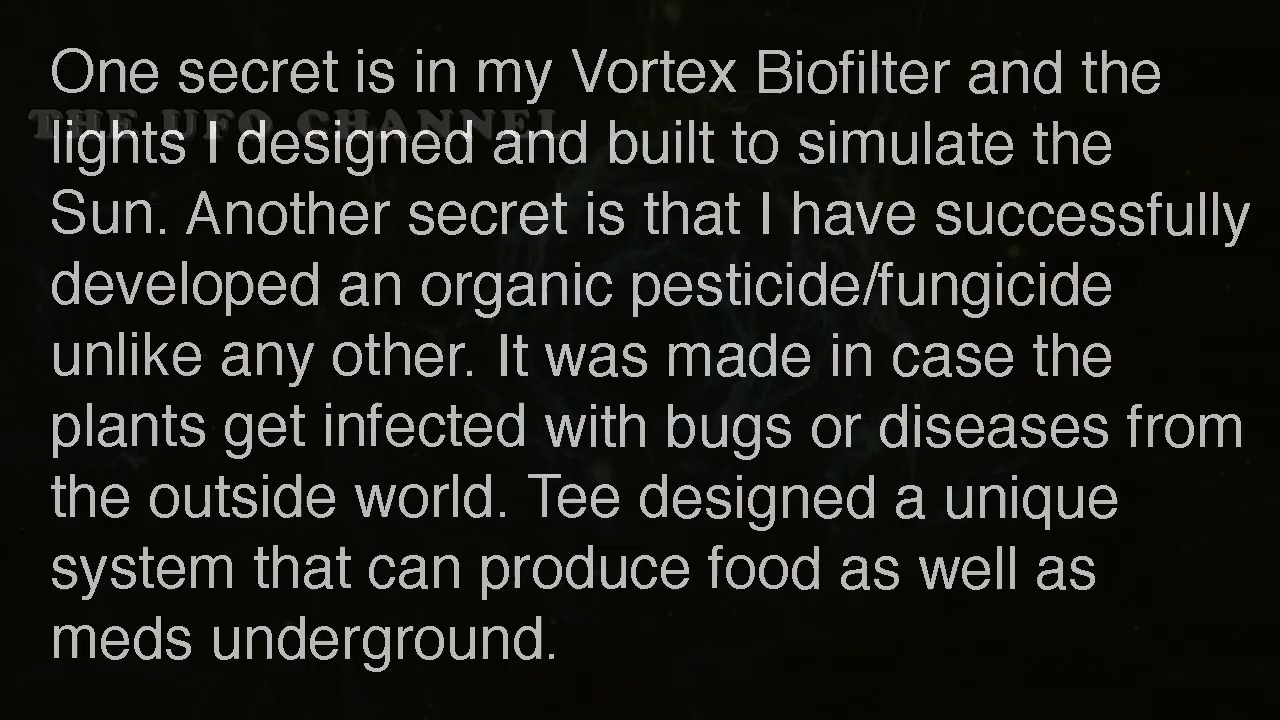 One secret is in my Vortex Biofilter and the
THE UFO CHANNEL
lights I designed and built to simulate the
Sun. Another secret is that I have successfully
developed an organic pesticide/fungicide
unlike any other. It was made in case the
plants get infected with bugs or diseases from
the outside world. Tee designed a unique
system that can produce food as well as
meds underground.